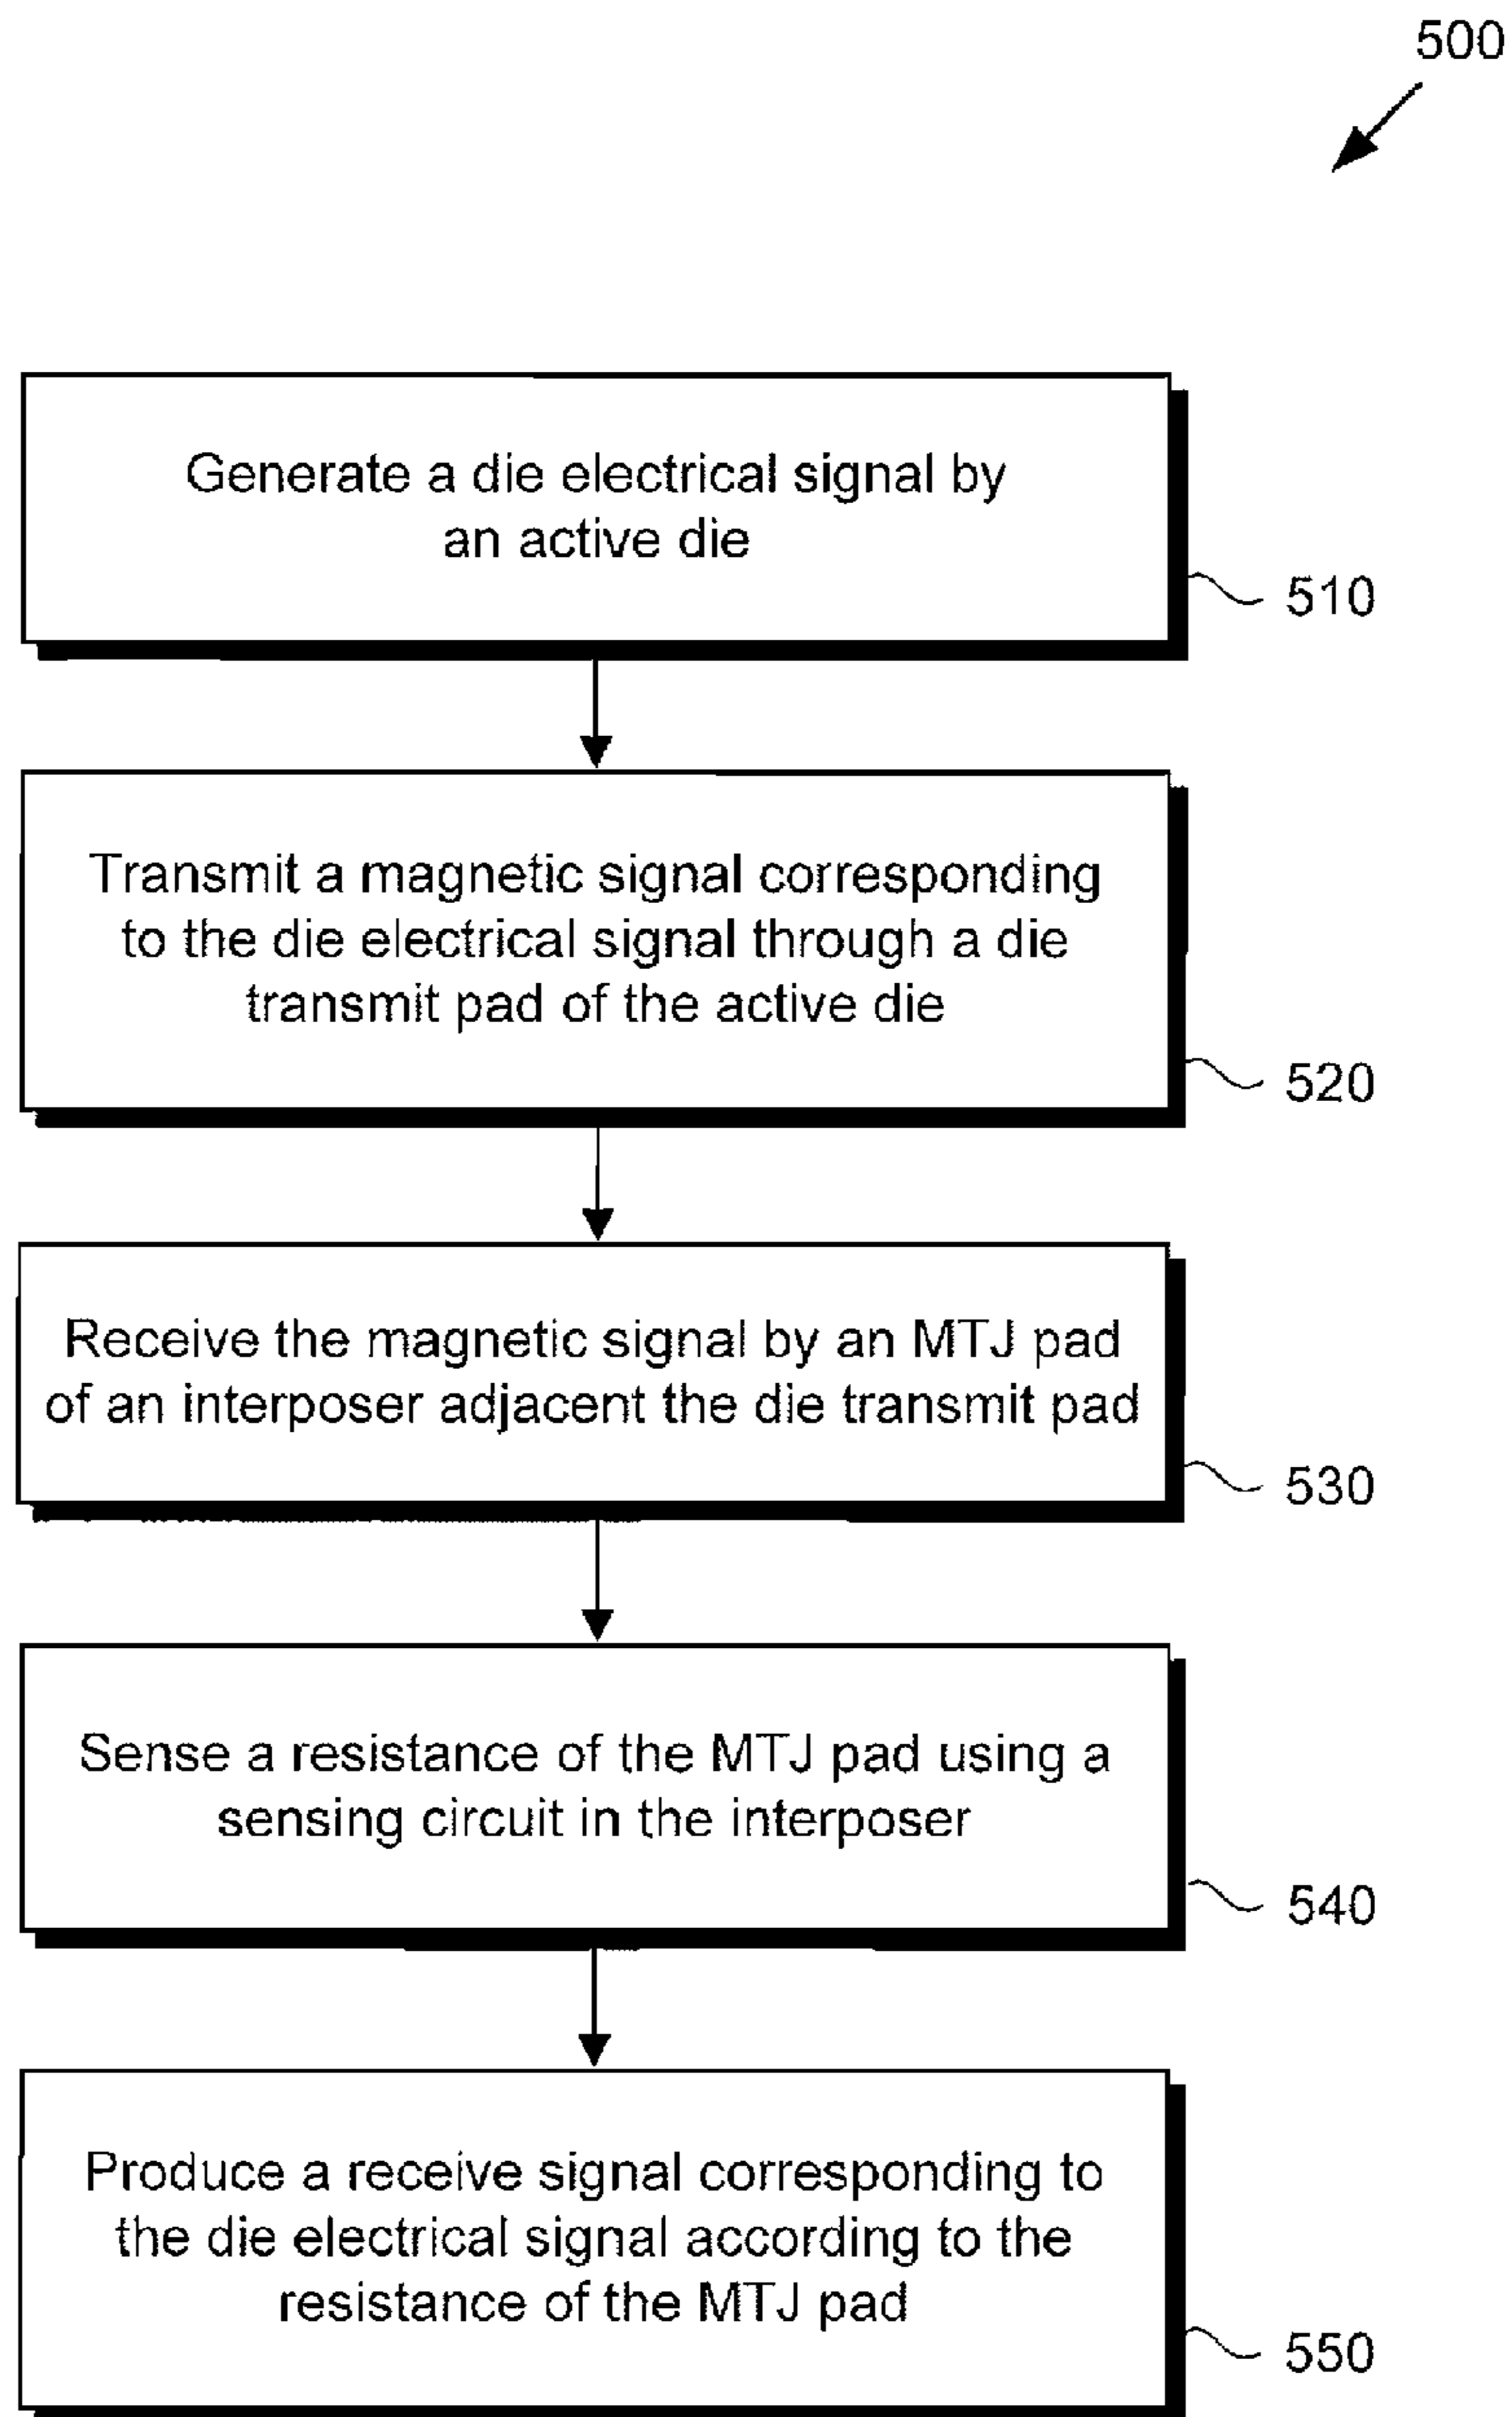 500
Generate a die electrical signal by
an active die
510
Transmit a magnetic signal corresponding
to the die electrical signal through a die
transmit pad of the active die
520
Receive the magnetic signal by an MTJ pad
of an interposer adjacent the die transmit pad
530
Sense a resistance of the MTJ pad using a
sensing circuit in the interposer
540
Produce a receive signal corresponding to
the die electrical signal according to the
resistance of the MTJ pad
550